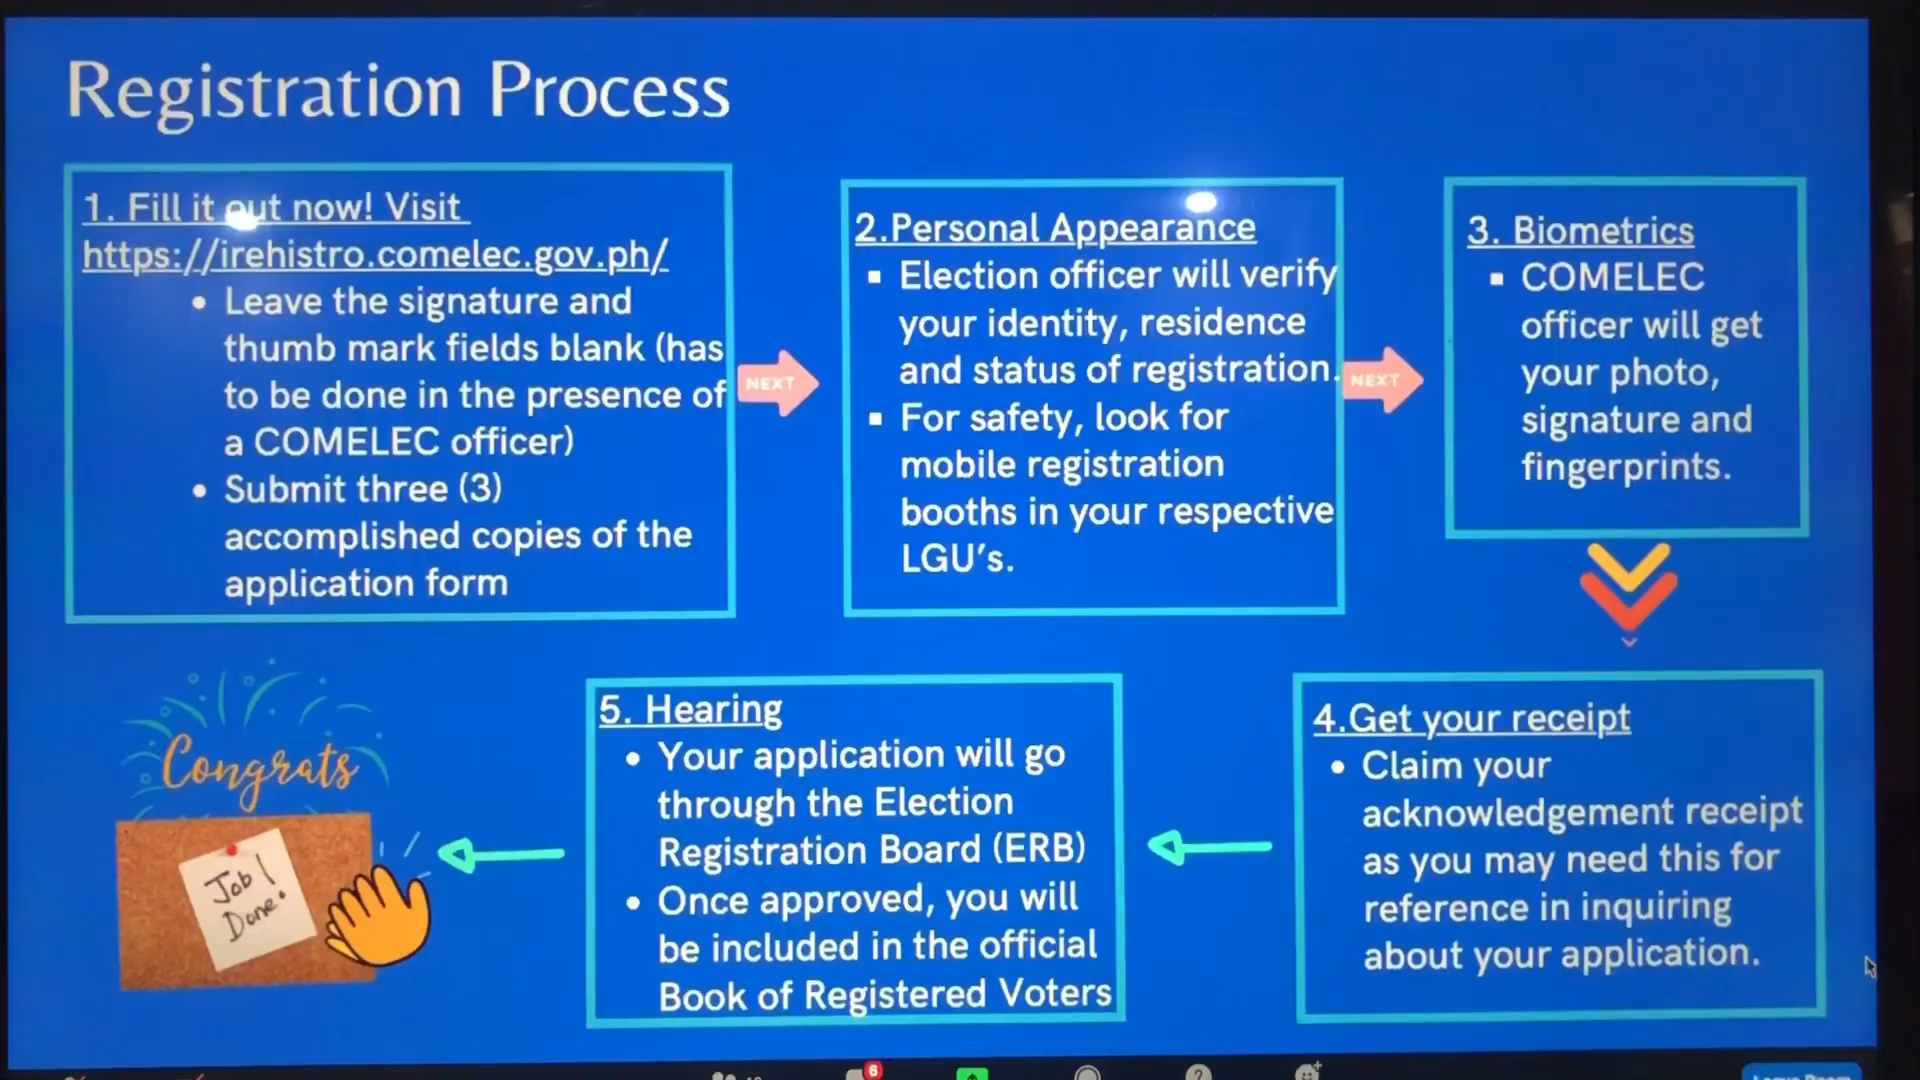 Registration Process
1. Fill it out now! Visit
https://irehistro.comelec.gov.ph/
• Leave the signature and
thumb mark fields blank (has
to be done in the presence of
a COMELEC officer)
• Submit three (3)
accomplished copies of the
application form
NEXT
2.Personal Appearance
▪ Election officer will verify
your identity, residence
and status of registration.
▪ For safety, look for
mobile registration
booths in your respective
LGU's.
NEXT
3. Biometrics
▪ COMELEC
officer will get
your photo,
signature and
fingerprints.
4.Get your receipt
• Claim your
acknowledgement receipt
as you may need this for
reference in inquiring
about your application.
5. Hearing
• Your application will go
through the Election
Registration Board (ERB)
• Once approved, you will
be included in the official
Book of Registered Voters
Congrats
Job
Done!
6